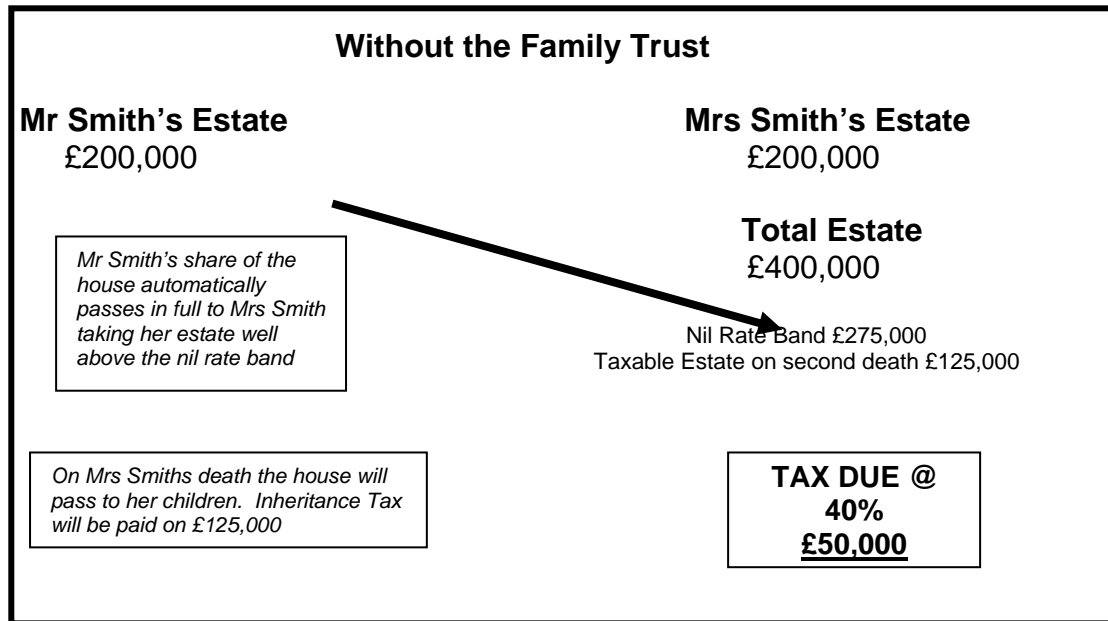 Without the Family Trust
Mr Smith’s Estate
£200,000
Mrs Smith’s Estate
£200,000
Total Estate
£400,000
Mr Smith’s share of the
house automatically
passes in full to Mrs Smith
taking her estate well
above the nil rate band
Nil Rate Band £275,000
Taxable Estate on second death £125,000
On Mrs Smiths death the house will
pass to her children.  Inheritance Tax
will be paid on £125,000
TAX DUE @
40%
£50,000